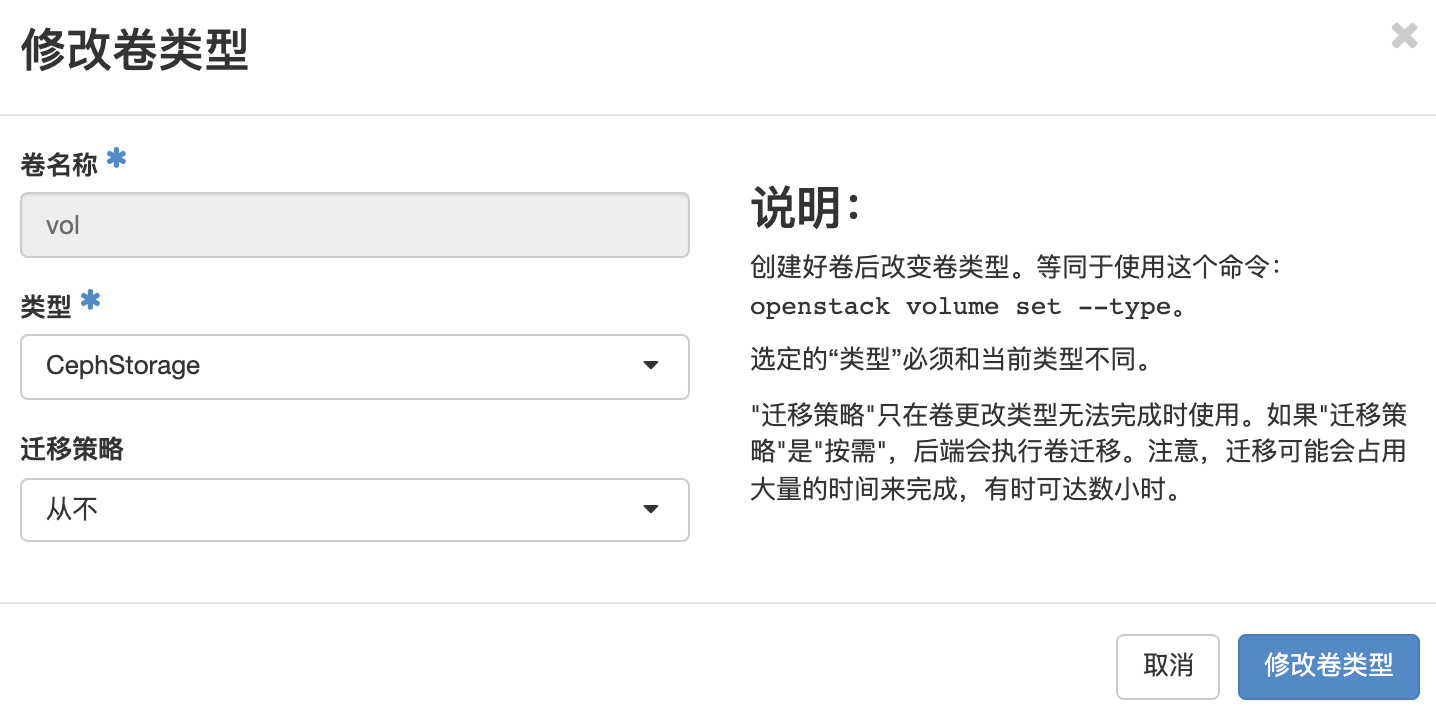 修改卷类型
卷名称
vol
类型
CephStorage
迁移策略
从不
说明：
创建好卷后改变卷类型。等同于使用这个命令：
openstack volume set --type。
选定的“类型”必须和当前类型不同。
"迁移策略"只在卷更改类型无法完成时使用。如果"迁移策
略"是"按需"，后端会执行卷迁移。注意，迁移可能会占用
大量的时间来完成，有时可达数小时。
取消
修改卷类型